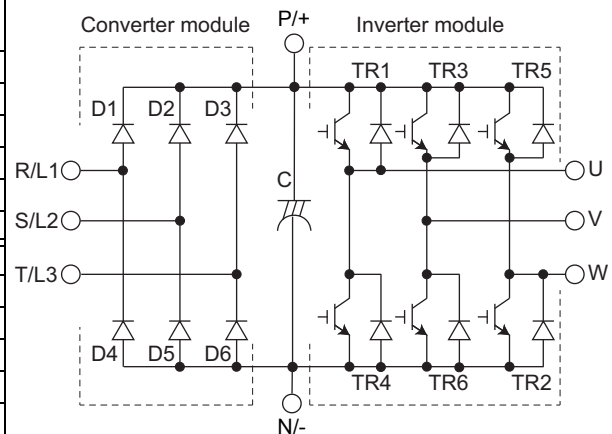 Converter module
P/+
Inverter module
TR1
TR3
TR5
D1
D2
D3
R/L1
C
U
S/L2
V
T/L3
W
D4
D5
D6
TR4
TR6
TR2
N/-